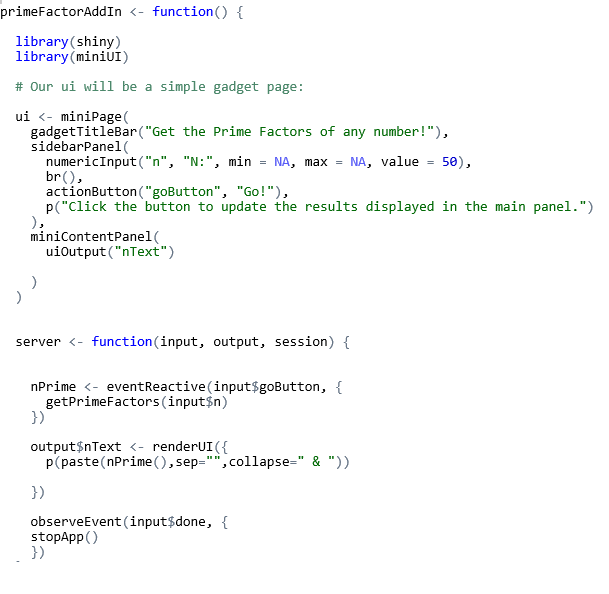 primeFactorAddIn <- function() {
library(shiny)
library(miniUI)
# Our ui will be a simple gadget page:
ui <- miniPage(
gadgetTitleBar("Get the Prime Factors of any number!"),
sidebarPanel(
numericInput("n", "N:", min = NA, max = NA, value = 50),
br(),
actionButton("goButton", "Go!"),
p("Click the button to update the results displayed in the main panel.")
),
miniContentPanel(
uiOutput("nText")
)
)
server <- function(input, output, session) {
nPrime <- eventReactive(input$goButton, {
getPrimeFactors(input$n)
})
output$nText <- renderUI({
p(paste(nPrime(),sep="",collapse=" & "))
})
observeEvent(input$done, {
stopApp()
})